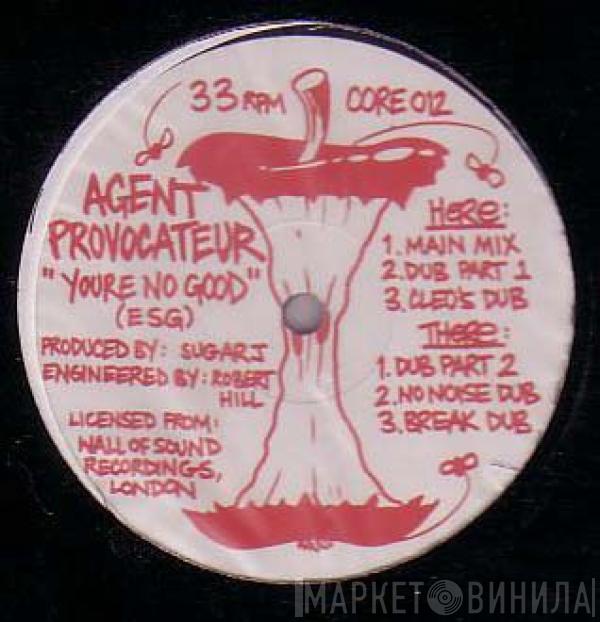 33 RPM CORE 012
AGENT
PROVOCATEUR
"YOURE NO GOOD"
(ESG)
PRODUCED BY: SUGARJ
ENGINEERED BY: ROBERT
HILL
LICENSED FROM:
WALL OF SOUND
RECORDINGS,
LONDON
HERE:
1. MAIN MIX
2. DUB PART 1
3. CLEO'S DUB
THERE:
1. DUB PART 2
2. NO NOISE DUB
3. BREAK DUB
МАРКЕТ ВИНИЛА